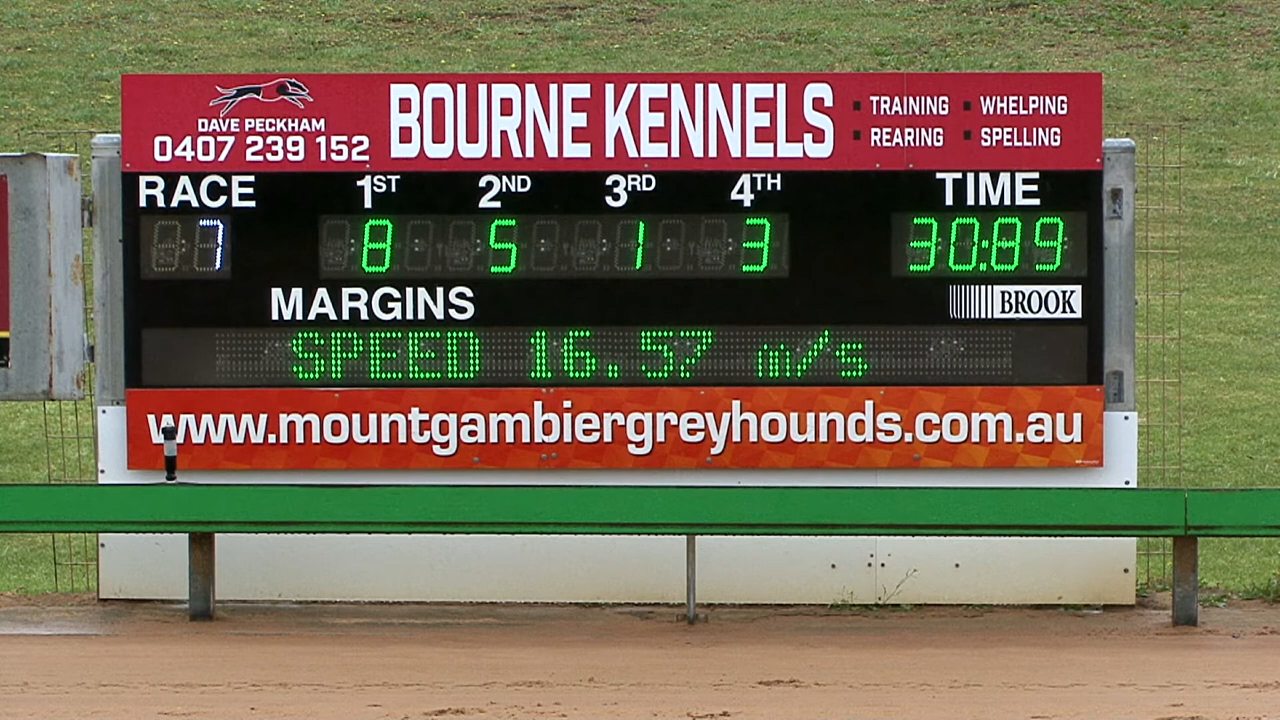 DAVE PECKHAM
0407 239 152
BOURNE KENNELS
TRAINING WHELPING
REARING SPELLING
RACE 1ST 2ND 3RD 4TH TIME
7 8 5 1 3 30:89
MARGINS
BROOK
SPEED 16.57 m/s
www.mountgambiergreyhounds.com.au